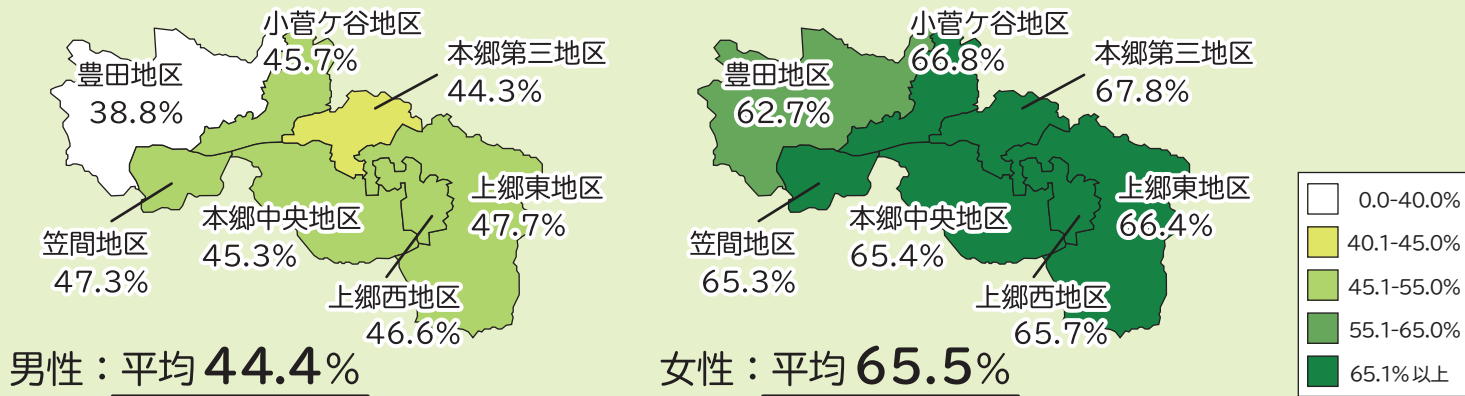 小菅ケ谷地区
45.7%
本郷第三地区
44.3%
豊田地区
38.8%
上郷東地区
47.7%
本郷中央地区
45.3%
笠間地区
47.3%
上郷西地区
46.6%
男性：平均44.4%
小菅ケ谷地区
66.8%
本郷第三地区
67.8%
豊田地区
62.7%
上郷東地区
66.4%
本郷中央地区
65.4%
笠間地区
65.3%
上郷西地区
65.7%
女性：平均65.5%
0.0-40.0%
40.1-45.0%
45.1-55.0%
55.1-65.0%
65.1%以上